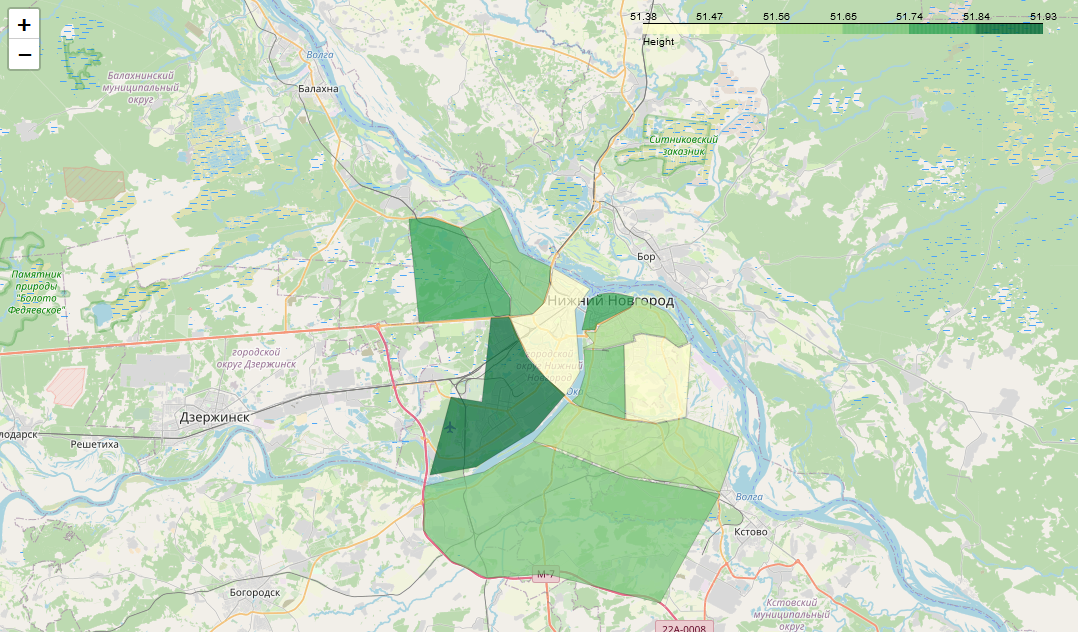 +
−
51.38 51.47 51.56 51.65 51.74 51.84 51.93
Height
Волга
Балахнинский
муниципальный
округ
Балахна
Ситниковский
заказник
Бор
Памятник
природы
"Болото
Федяевское"
Нижний Новгород
городской
округ Дзержинск
городской
округ Нижний
Новгород
Ока
Дзержинск
лодарск
Решетиха
Волга
Кстово
М-7
Богородск
Кстовский
муниципальный
округ
22А-0008